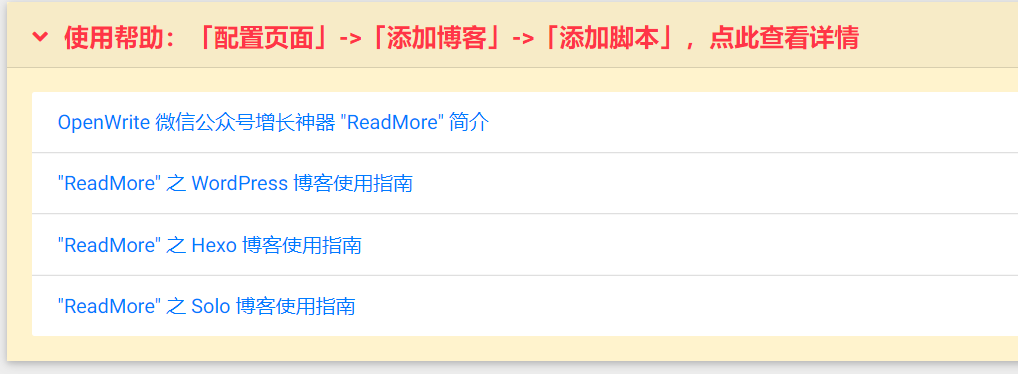 使用帮助：「配置页面」->「添加博客」->「添加脚本」，点此查看详情
OpenWrite 微信公众号增长神器 "ReadMore" 简介
"ReadMore" 之 WordPress 博客使用指南
"ReadMore" 之 Hexo 博客使用指南
"ReadMore" 之 Solo 博客使用指南